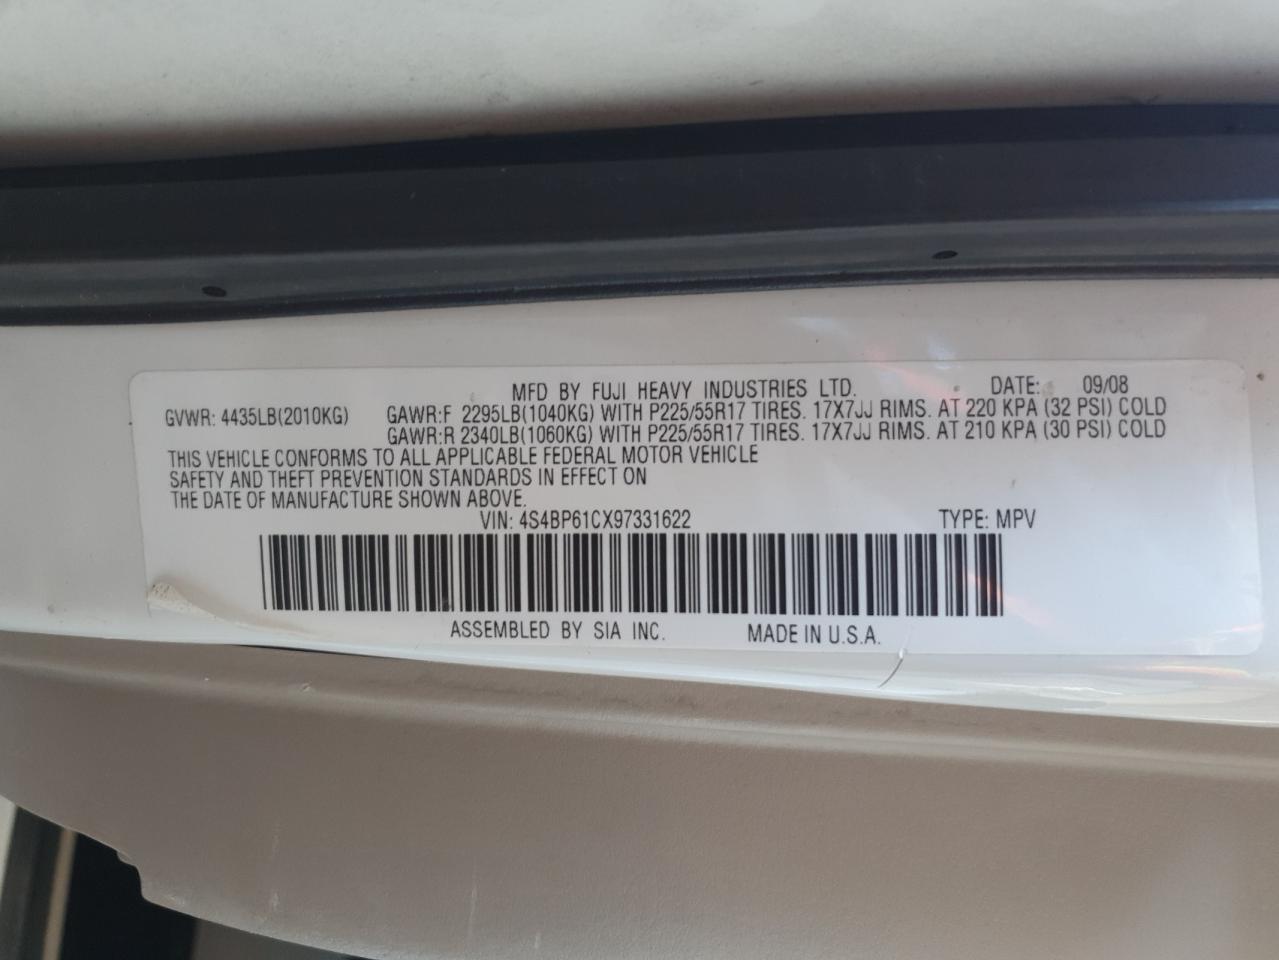 MFD BY FUJI HEAVY INDUSTRIES LTD. DATE: 09/08
GVWR: 4435LB(2010KG) GAWR:F 2295LB(1040KG) WITH P225/55R17 TIRES. 17X7JJ RIMS. AT 220 KPA (32 PSI) COLD
GAWR:R 2340LB(1060KG) WITH P225/55R17 TIRES. 17X7JJ RIMS. AT 210 KPA (30 PSI) COLD
THIS VEHICLE CONFORMS TO ALL APPLICABLE FEDERAL MOTOR VEHICLE
SAFETY AND THEFT PREVENTION STANDARDS IN EFFECT ON
THE DATE OF MANUFACTURE SHOWN ABOVE.
VIN: 4S4BP61CX97331622 TYPE: MPV
ASSEMBLED BY SIA INC. MADE IN U.S.A.